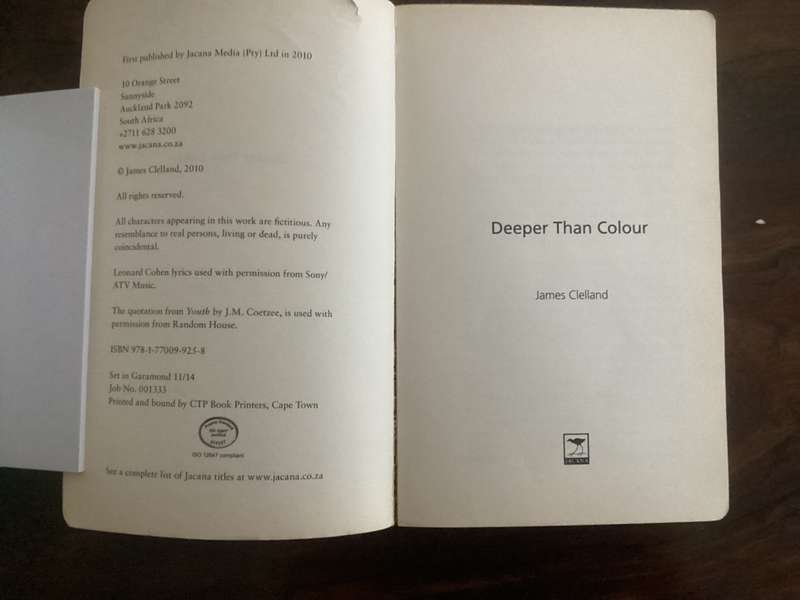 First published by Jacana Media (Pty) Ltd in 2010
10 Orange Street
Sunnyside
Auckland Park 2092
South Africa
+2711 628 3200
www.jacana.co.za
© James Clelland, 2010
All rights reserved.
All characters appearing in this work are fictitious. Any
resemblance to real persons, living or dead, is purely
coincidental.
Leonard Cohen lyrics used with permission from Sony/
ATV Music.
The quotation from Youth by J.M. Coetzee, is used with
permission from Random House.
ISBN 978-1-77009-923-8
Set in Garamond 11/14
Job No. 001333
Printed and bound by CTP Book Printers, Cape Town
ISO 12647 compliant
See a complete list of Jacana titles at www.jacana.co.za
Deeper Than Colour
James Clelland
JACANA